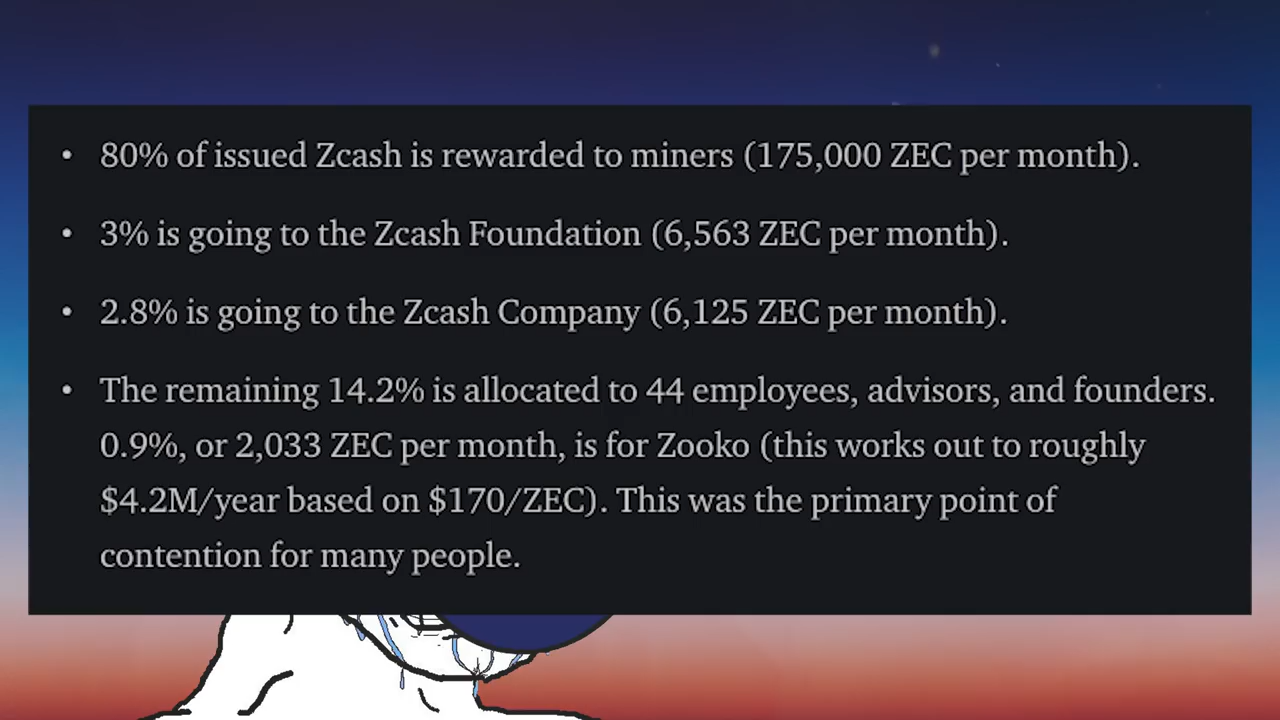 • 80% of issued Zcash is rewarded to miners (175,000 ZEC per month).
• 3% is going to the Zcash Foundation (6,563 ZEC per month).
• 2.8% is going to the Zcash Company (6,125 ZEC per month).
• The remaining 14.2% is allocated to 44 employees, advisors, and founders.
0.9%, or 2,033 ZEC per month, is for Zooko (this works out to roughly
$4.2M/year based on $170/ZEC). This was the primary point of
contention for many people.